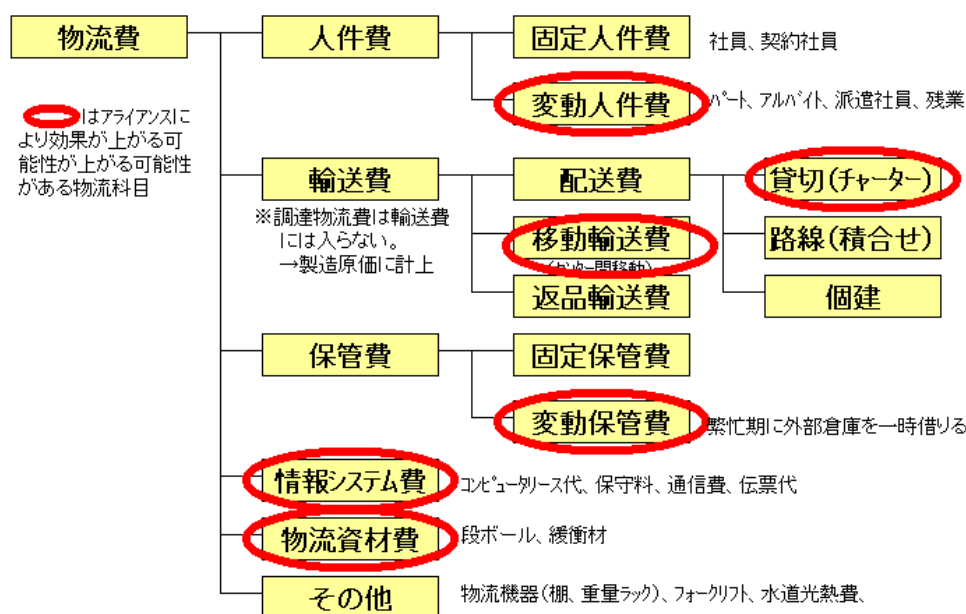 物流費
人件費
固定人件費
社員、契約社員
変動人件費
パート、アルバイト、派遣社員、残業
はアライアンスに
より効果が上がる可
能性が上がる可能性
がある物流科目
輸送費
配送費
貸切(チャーター)
※調達物流費は輸送費
には入らない。
→製造原価に計上
移動輸送費
(センター間移動)
路線(積合せ)
返品輸送費
個建
保管費
固定保管費
変動保管費
繁忙期に外部倉庫を一時借りる
情報システム費
コンピュータリース代、保守料、通信費、伝票代
物流資材費
段ボール、緩衝材
その他
物流機器(棚、重量ラック)、フォークリフト、水道光熱費、